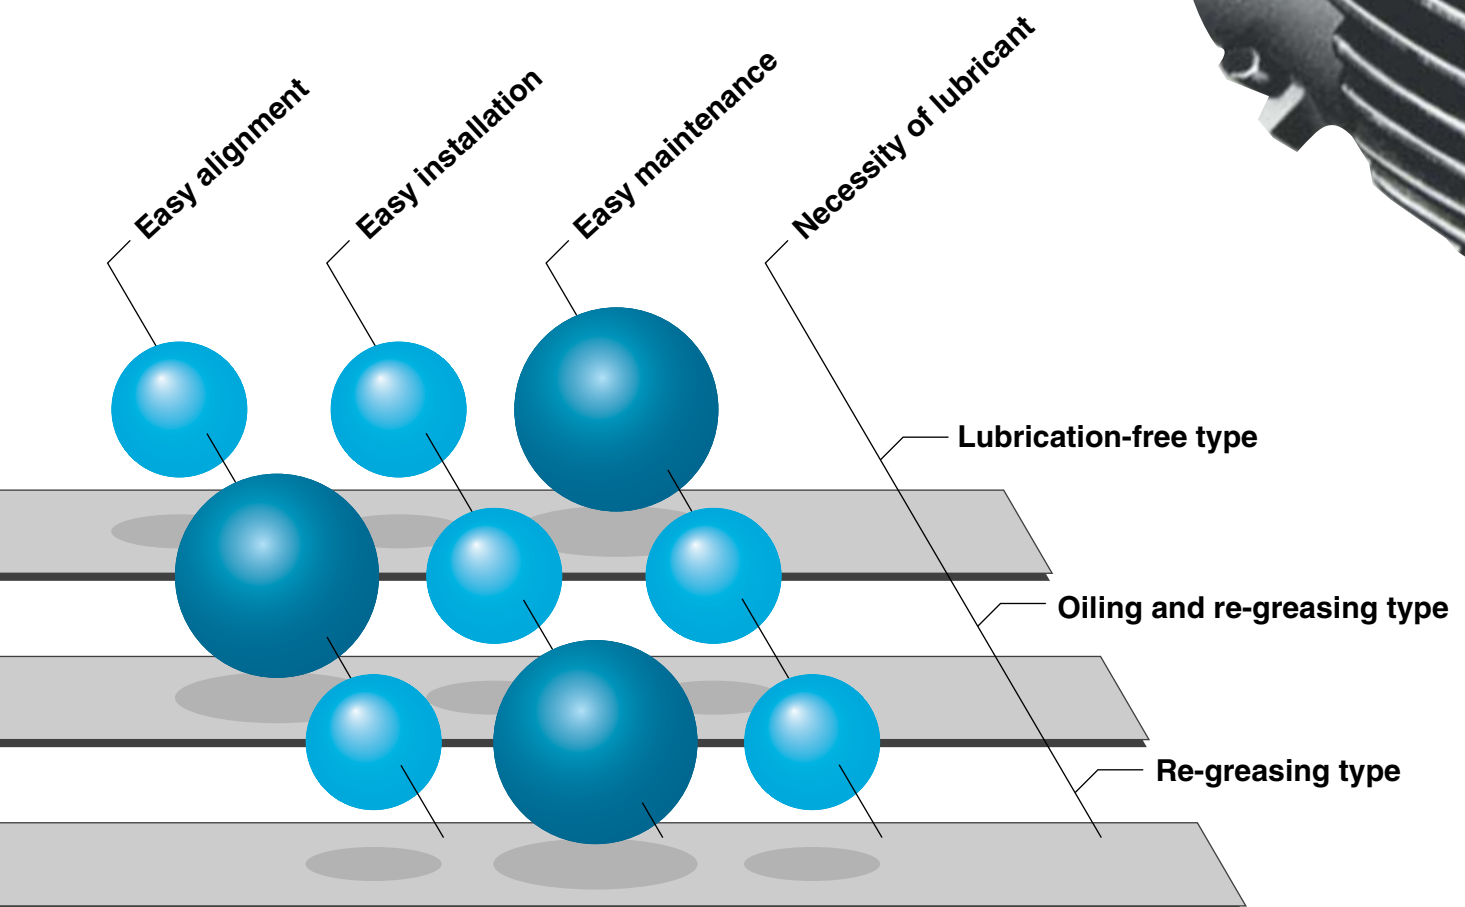 Easy alignment
Easy installation
Easy maintenance
Necessity of lubricant
Lubrication-free type
Oiling and re-greasing type
Re-greasing type